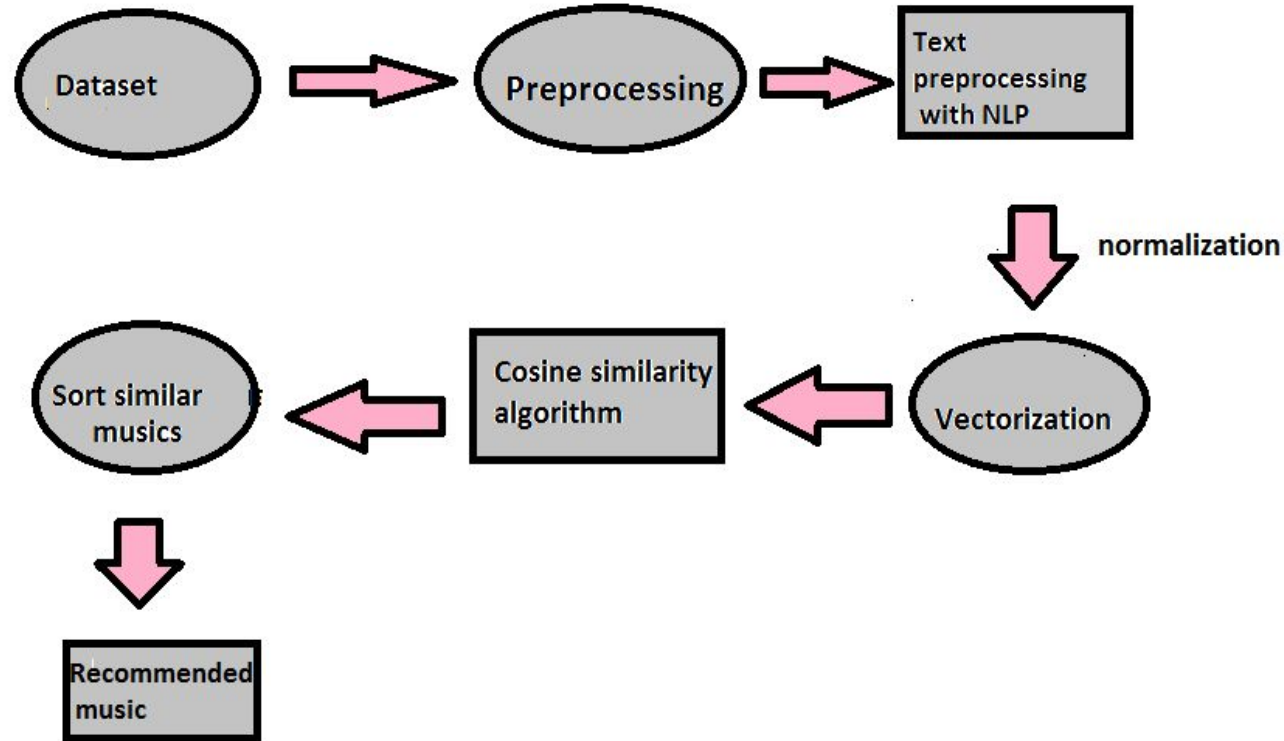 Dataset
Preprocessing
Text
preprocessing
with NLP
normalization
Vectorization
Cosine similarity
algorithm
Sort similar
musics
Recommended
music